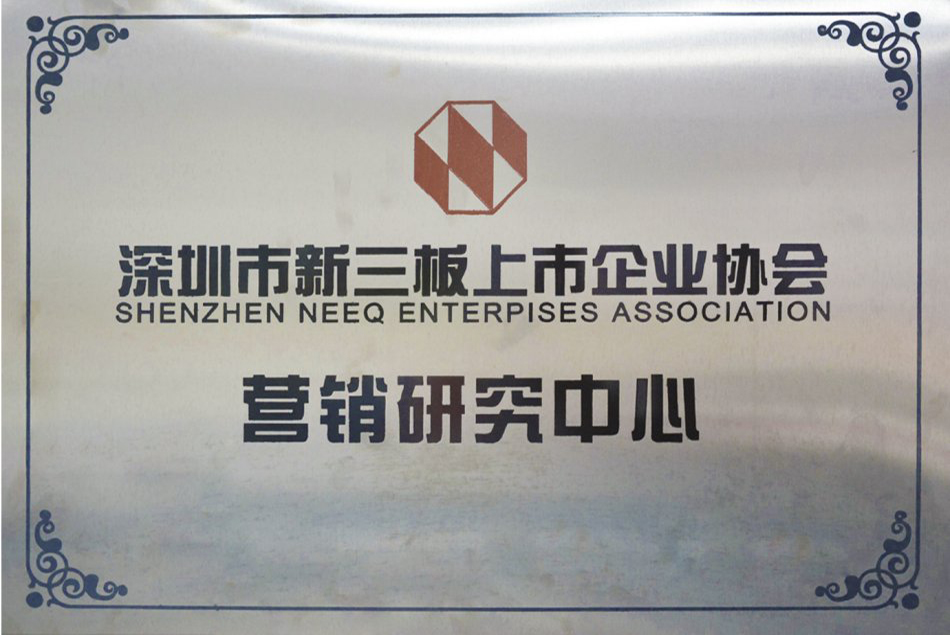 深圳市新三板上市企业协会
SHENZHEN NEEQ ENTERPISES ASSOCIATION
营销研究中心